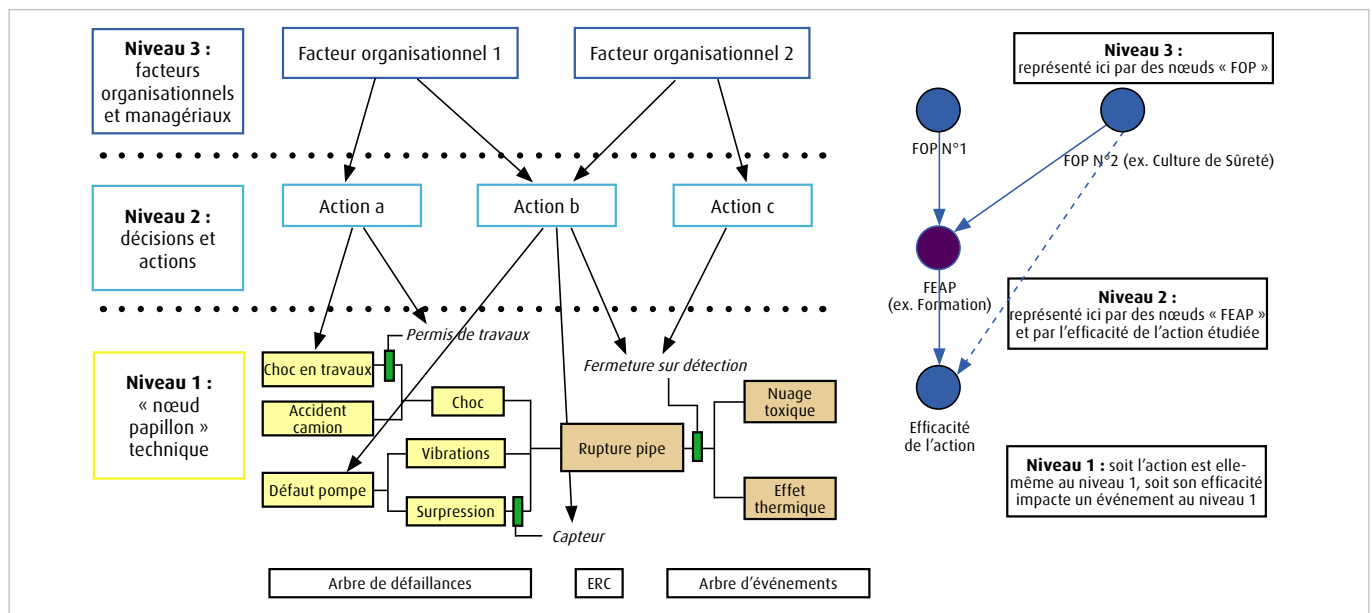 Niveau 3 :
facteurs
organisationnels
et managériaux
Facteur organisationnel 1
Facteur organisationnel 2
Niveau 2 :
décisions et
actions
Action a
Action b
Action c
Niveau 1 :
« nœud
papillon »
technique
Permis de travaux
Choc en travaux
Accident
camion
Choc
Vibrations
Défaut pompe
Surpression
Capteur
Fermeture sur détection
Rupture pipe
Nuage
toxique
Effet
thermique
Arbre de défaillances
ERC
Arbre d'événements
Niveau 3 :
représenté ici par des nœuds « FOP »
FOP N°1
FOP N°2 (ex. Culture de Sûreté)
FEAP
(ex. Formation)
Niveau 2 :
représenté ici par des nœuds « FEAP »
et par l'efficacité de l'action étudiée
Efficacité
de l'action
Niveau 1 : soit l'action est elle-
même au niveau 1, soit son efficacité
impacte un événement au niveau 1